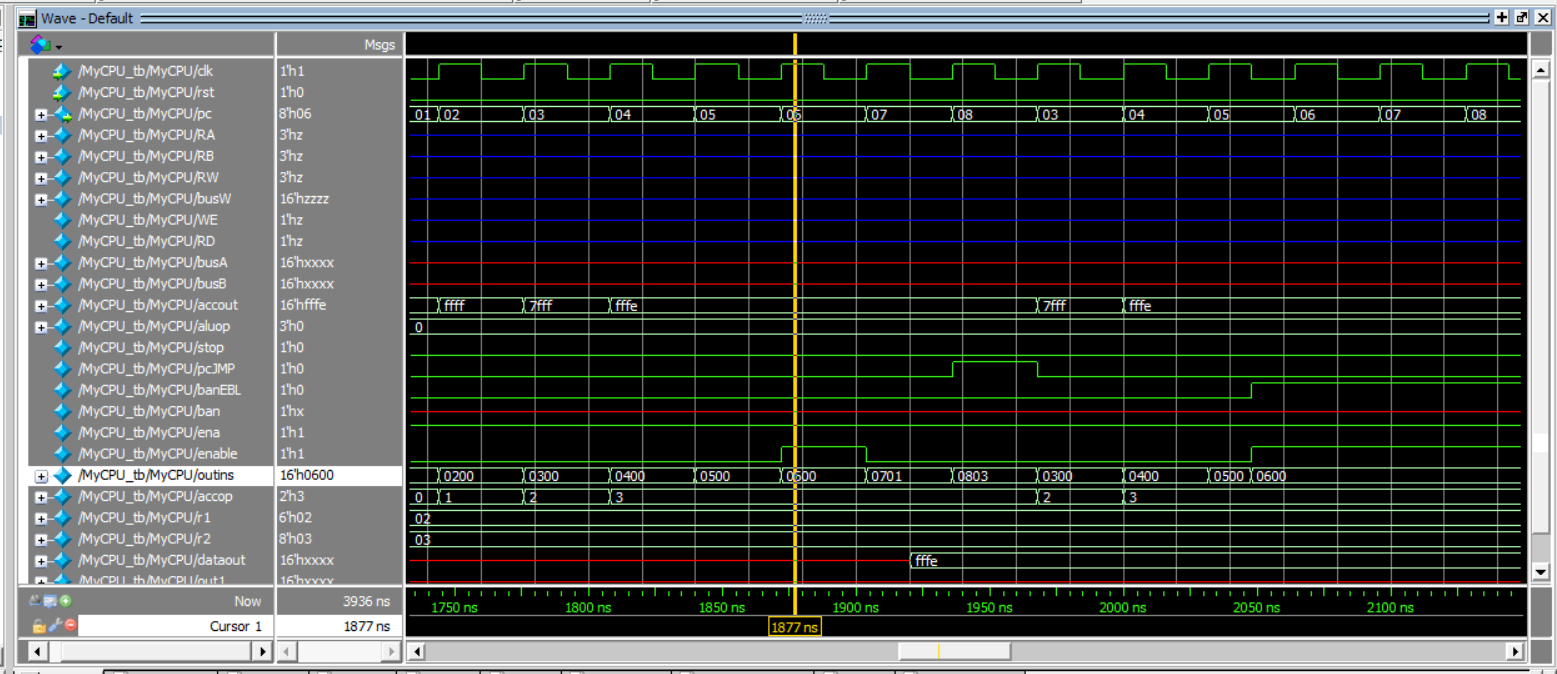 Wave - Default
Msgs
/MyCPU_tb/MyCPU/clk 1'h1
/MyCPU_tb/MyCPU/rst 1'h0
/MyCPU_tb/MyCPU/pc 8'h06 01 02 03 04 05 06 07 08 03 04 05 06 07 08
/MyCPU_tb/MyCPU/RA 3'hz
/MyCPU_tb/MyCPU/RB 3'hz
/MyCPU_tb/MyCPU/RW 3'hz
/MyCPU_tb/MyCPU/busW 16'hzzzz
/MyCPU_tb/MyCPU/WE 1'hz
/MyCPU_tb/MyCPU/RD 1'hz
/MyCPU_tb/MyCPU/busA 16'hxxxx
/MyCPU_tb/MyCPU/busB 16'hxxxx
/MyCPU_tb/MyCPU/accout 16'hfffe ffff 7fff fffe 7fff fffe
/MyCPU_tb/MyCPU/aluop 3'h0 0
/MyCPU_tb/MyCPU/stop 1'h0
/MyCPU_tb/MyCPU/pcJMP 1'h0
/MyCPU_tb/MyCPU/banEBL 1'h0
/MyCPU_tb/MyCPU/ban 1'hx
/MyCPU_tb/MyCPU/ena 1'h1
/MyCPU_tb/MyCPU/enable 1'h1
/MyCPU_tb/MyCPU/outins 16'h0600 0200 0300 0400 0500 0600 0701 0803 0300 0400 0500 0600
/MyCPU_tb/MyCPU/accop 2'h3 0 1 2 3 2 3
/MyCPU_tb/MyCPU/r1 6'h02 02
/MyCPU_tb/MyCPU/r2 8'h03 03
/MyCPU_tb/MyCPU/dataout 16'hxxxx fffe
/MyCPU_tb/MyCPU/out1 16'hxxxx
Now 3936 ns 1750 ns 1800 ns 1850 ns 1900 ns 1950 ns 2000 ns 2050 ns 2100 ns
Cursor 1 1877 ns 1877 ns